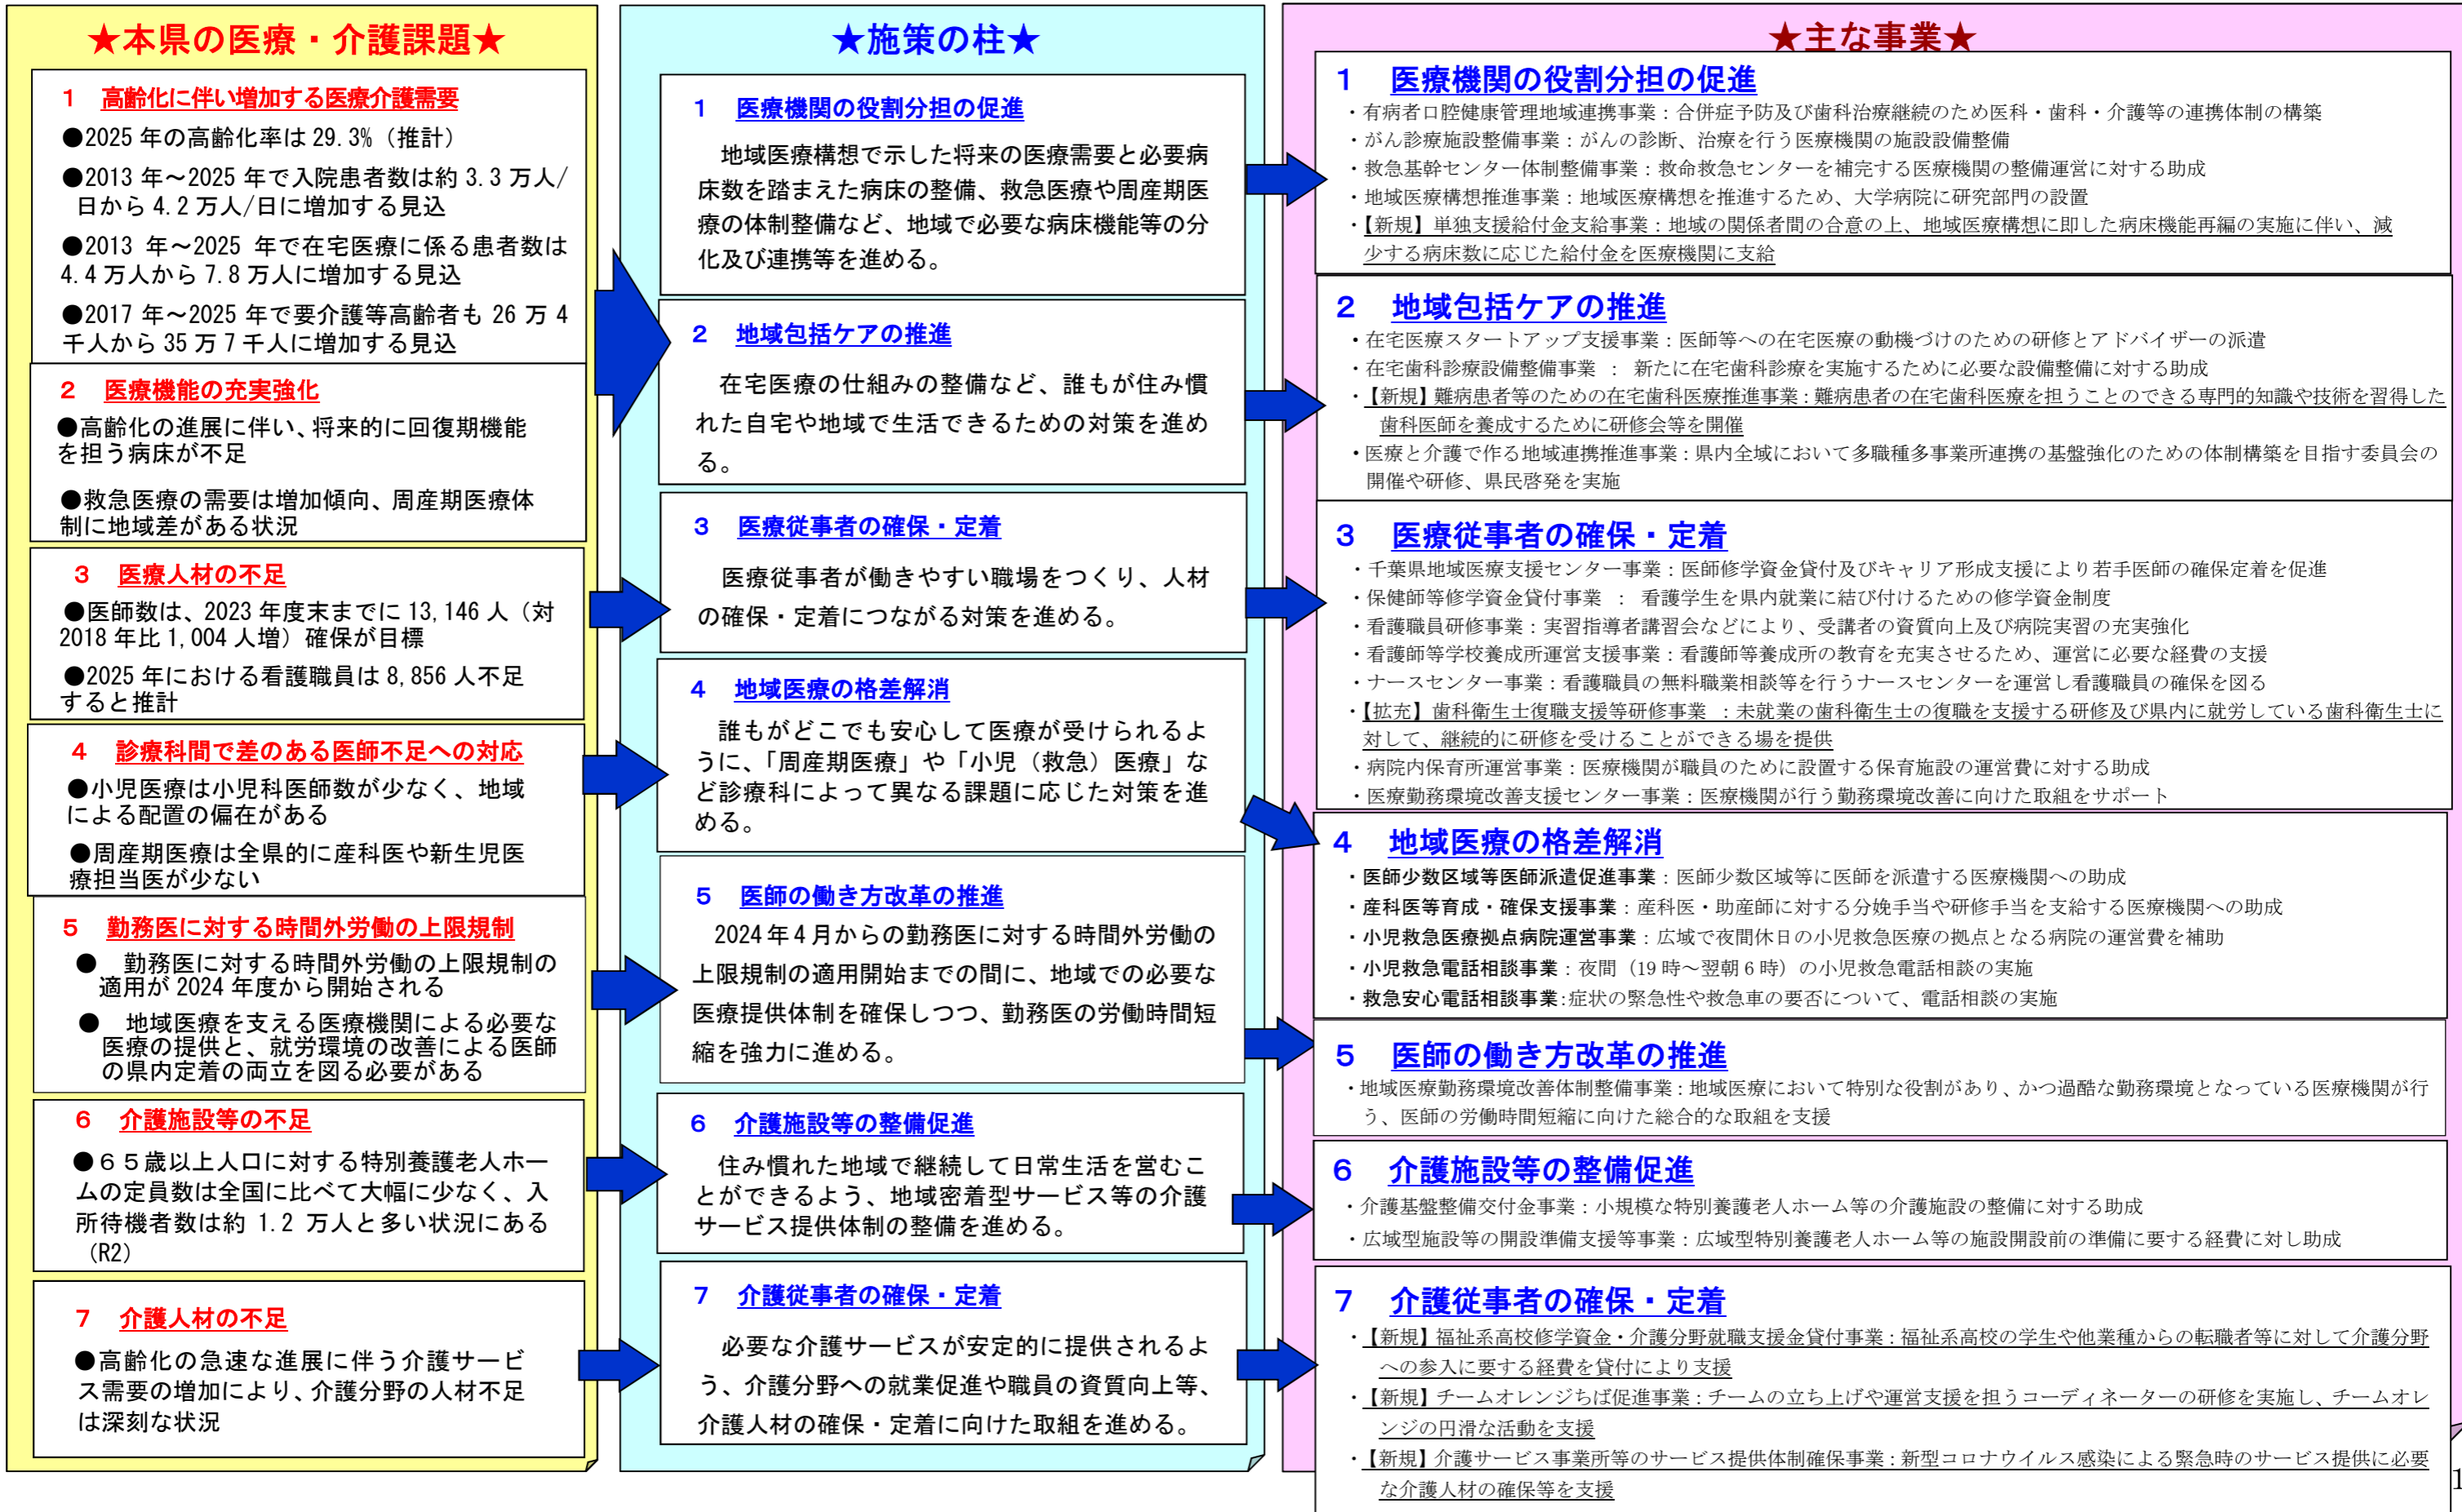 ★本県の医療・介護課題★
１　高齢化に伴い増加する医療介護需要
●2025 年の高齢化率は 29.3%（推計）
●2013 年～2025 年で入院患者数は約 3.3 万人/
日から 4.2 万人/日に増加する見込
●2013 年～2025 年で在宅医療に係る患者数は
4.4 万人から 7.8 万人に増加する見込
●2017 年～2025 年で要介護等高齢者も 26 万 4
千人から 35 万 7 千人に増加する見込
２　医療機能の充実強化
●高齢化の進展に伴い、将来的に回復期機能
を担う病床が不足
●救急医療の需要は増加傾向、周産期医療体
制に地域差がある状況
３　医療人材の不足
●医師数は、2023 年度末までに 13,146 人（対
2018 年比 1,004 人増）確保が目標
●2025 年における看護職員は 8,856 人不足
すると推計
４　診療科間で差のある医師不足への対応
●小児医療は小児科医師数が少なく、地域
による配置の偏在がある
●周産期医療は全県的に産科医や新生児医
療担当医が少ない
５　勤務医に対する時間外労働の上限規制
●　勤務医に対する時間外労働の上限規制の
適用が 2024 年度から開始される
●　地域医療を支える医療機関による必要な
医療の提供と、就労環境の改善による医師
の県内定着の両立を図る必要がある
６　介護施設等の不足
●６５歳以上人口に対する特別養護老人ホー
ムの定員数は全国に比べて大幅に少なく、入
所待機者数は約 1.2 万人と多い状況にある
（R2）
７　介護人材の不足
●高齢化の急速な進展に伴う介護サービ
ス需要の増加により、介護分野の人材不足
は深刻な状況
★施策の柱★
１　医療機関の役割分担の促進
地域医療構想で示した将来の医療需要と必要病
床数を踏まえた病床の整備、救急医療や周産期医
療の体制整備など、地域で必要な病床機能等の分
化及び連携等を進める。
２　地域包括ケアの推進
在宅医療の仕組みの整備など、誰もが住み慣
れた自宅や地域で生活できるための対策を進め
る。
３　医療従事者の確保・定着
医療従事者が働きやすい職場をつくり、人材
の確保・定着につながる対策を進める。
４　地域医療の格差解消
誰もがどこでも安心して医療が受けられるよ
うに、「周産期医療」や「小児（救急）医療」な
ど診療科によって異なる課題に応じた対策を進
める。
５　医師の働き方改革の推進
2024年4月からの勤務医に対する時間外労働の
上限規制の適用開始までの間に、地域での必要な
医療提供体制を確保しつつ、勤務医の労働時間短
縮を強力に進める。
６　介護施設等の整備促進
住み慣れた地域で継続して日常生活を営むこ
とができるよう、地域密着型サービス等の介護
サービス提供体制の整備を進める。
７　介護従事者の確保・定着
必要な介護サービスが安定的に提供されるよ
う、介護分野への就業促進や職員の資質向上等、
介護人材の確保・定着に向けた取組を進める。
★主な事業★
１　医療機関の役割分担の促進
・有病者口腔健康管理地域連携事業：合併症予防及び歯科治療継続のため医科・歯科・介護等の連携体制の構築
・がん診療施設整備事業：がんの診断、治療を行う医療機関の施設設備整備
・救急基幹センター体制整備事業：救命救急センターを補完する医療機関の整備運営に対する助成
・地域医療構想推進事業：地域医療構想を推進するため、大学病院に研究部門の設置
・【新規】単独支援給付金支給事業：地域の関係者間の合意の上、地域医療構想に即した病床機能再編の実施に伴い、減
少する病床数に応じた給付金を医療機関に支給
２　地域包括ケアの推進
・在宅医療スタートアップ支援事業：医師等への在宅医療の動機づけのための研修とアドバイザーの派遣
・在宅歯科診療設備整備事業　：　新たに在宅歯科診療を実施するために必要な設備整備に対する助成
・【新規】難病患者等のための在宅歯科医療推進事業：難病患者の在宅歯科医療を担うことのできる専門的知識や技術を習得した
歯科医師を養成するために研修会等を開催
・医療と介護で作る地域連携推進事業：県内全域において多職種多事業所連携の基盤強化のための体制構築を目指す委員会の
開催や研修、県民啓発を実施
３　医療従事者の確保・定着
・千葉県地域医療支援センター事業：医師修学資金貸付及びキャリア形成支援により若手医師の確保定着を促進
・保健師等修学資金貸付事業　：　看護学生を県内就業に結び付けるための修学資金制度
・看護職員研修事業：実習指導者講習会などにより、受講者の資質向上及び病院実習の充実強化
・看護師等学校養成所運営支援事業：看護師等養成所の教育を充実させるため、運営に必要な経費の支援
・ナースセンター事業：看護職員の無料職業相談等を行うナースセンターを運営し看護職員の確保を図る
・【拡充】歯科衛生士復職支援等研修事業　：未就業の歯科衛生士の復職を支援する研修及び県内に就労している歯科衛生士に
対して、継続的に研修を受けることができる場を提供
・病院内保育所運営事業：医療機関が職員のために設置する保育施設の運営費に対する助成
・医療勤務環境改善支援センター事業：医療機関が行う勤務環境改善に向けた取組をサポート
４　地域医療の格差解消
・医師少数区域等医師派遣促進事業：医師少数区域等に医師を派遣する医療機関への助成
・産科医等育成・確保支援事業：産科医・助産師に対する分娩手当や研修手当を支給する医療機関への助成
・小児救急医療拠点病院運営事業：広域で夜間休日の小児救急医療の拠点となる病院の運営費を補助
・小児救急電話相談事業：夜間（19 時～翌朝 6 時）の小児救急電話相談の実施
・救急安心電話相談事業:症状の緊急性や救急車の要否について、電話相談の実施
５　医師の働き方改革の推進
・地域医療勤務環境改善体制整備事業：地域医療において特別な役割があり、かつ過酷な勤務環境となっている医療機関が行
う、医師の労働時間短縮に向けた総合的な取組を支援
６　介護施設等の整備促進
・介護基盤整備交付金事業：小規模な特別養護老人ホーム等の介護施設の整備に対する助成
・広域型施設等の開設準備支援等事業：広域型特別養護老人ホーム等の施設開設前の準備に要する経費に対し助成
７　介護従事者の確保・定着
・【新規】福祉系高校修学資金・介護分野就職支援金貸付事業：福祉系高校の学生や他業種からの転職者等に対して介護分野
への参入に要する経費を貸付により支援
・【新規】チームオレンジちば促進事業：チームの立ち上げや運営支援を担うコーディネーターの研修を実施し、チームオレ
ンジの円滑な活動を支援
・【新規】介護サービス事業所等のサービス提供体制確保事業：新型コロナウイルス感染による緊急時のサービス提供に必要
な介護人材の確保等を支援
1